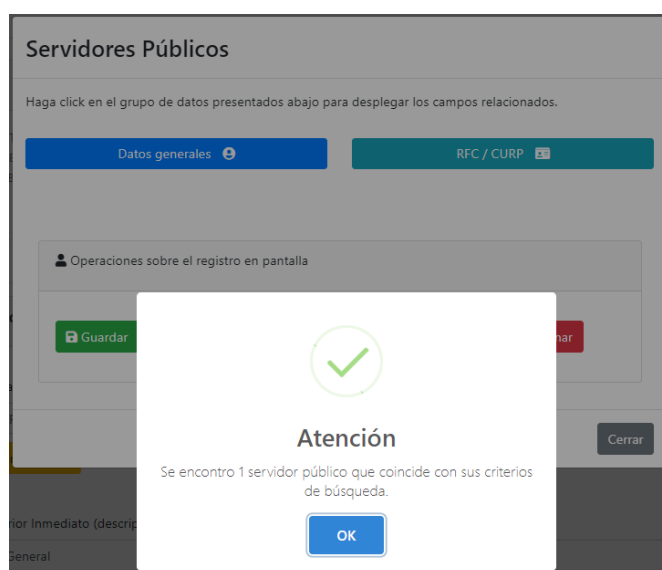 Servidores Públicos
Haga click en el grupo de datos presentados abajo para desplegar los campos relacionados.
Datos generales
RFC / CURP
Operaciones sobre el registro en pantalla
Guardar
Atención
Se encontro 1 servidor público que coincide con sus criterios
de búsqueda.
OK
Cerrar
Inmediato
General